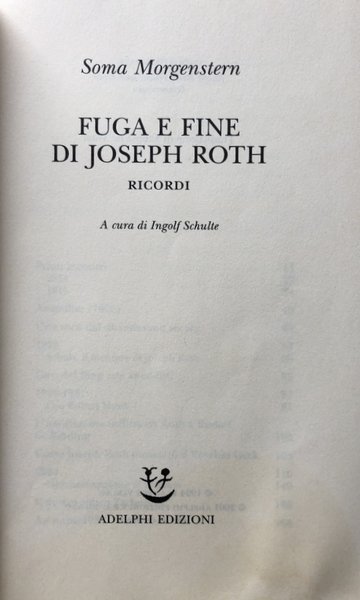 Soma Morgenstern
FUGA E FINE
DI JOSEPH ROTH
RICORDI
A cura di Ingolf Schulte
ADELPHI EDIZIONI